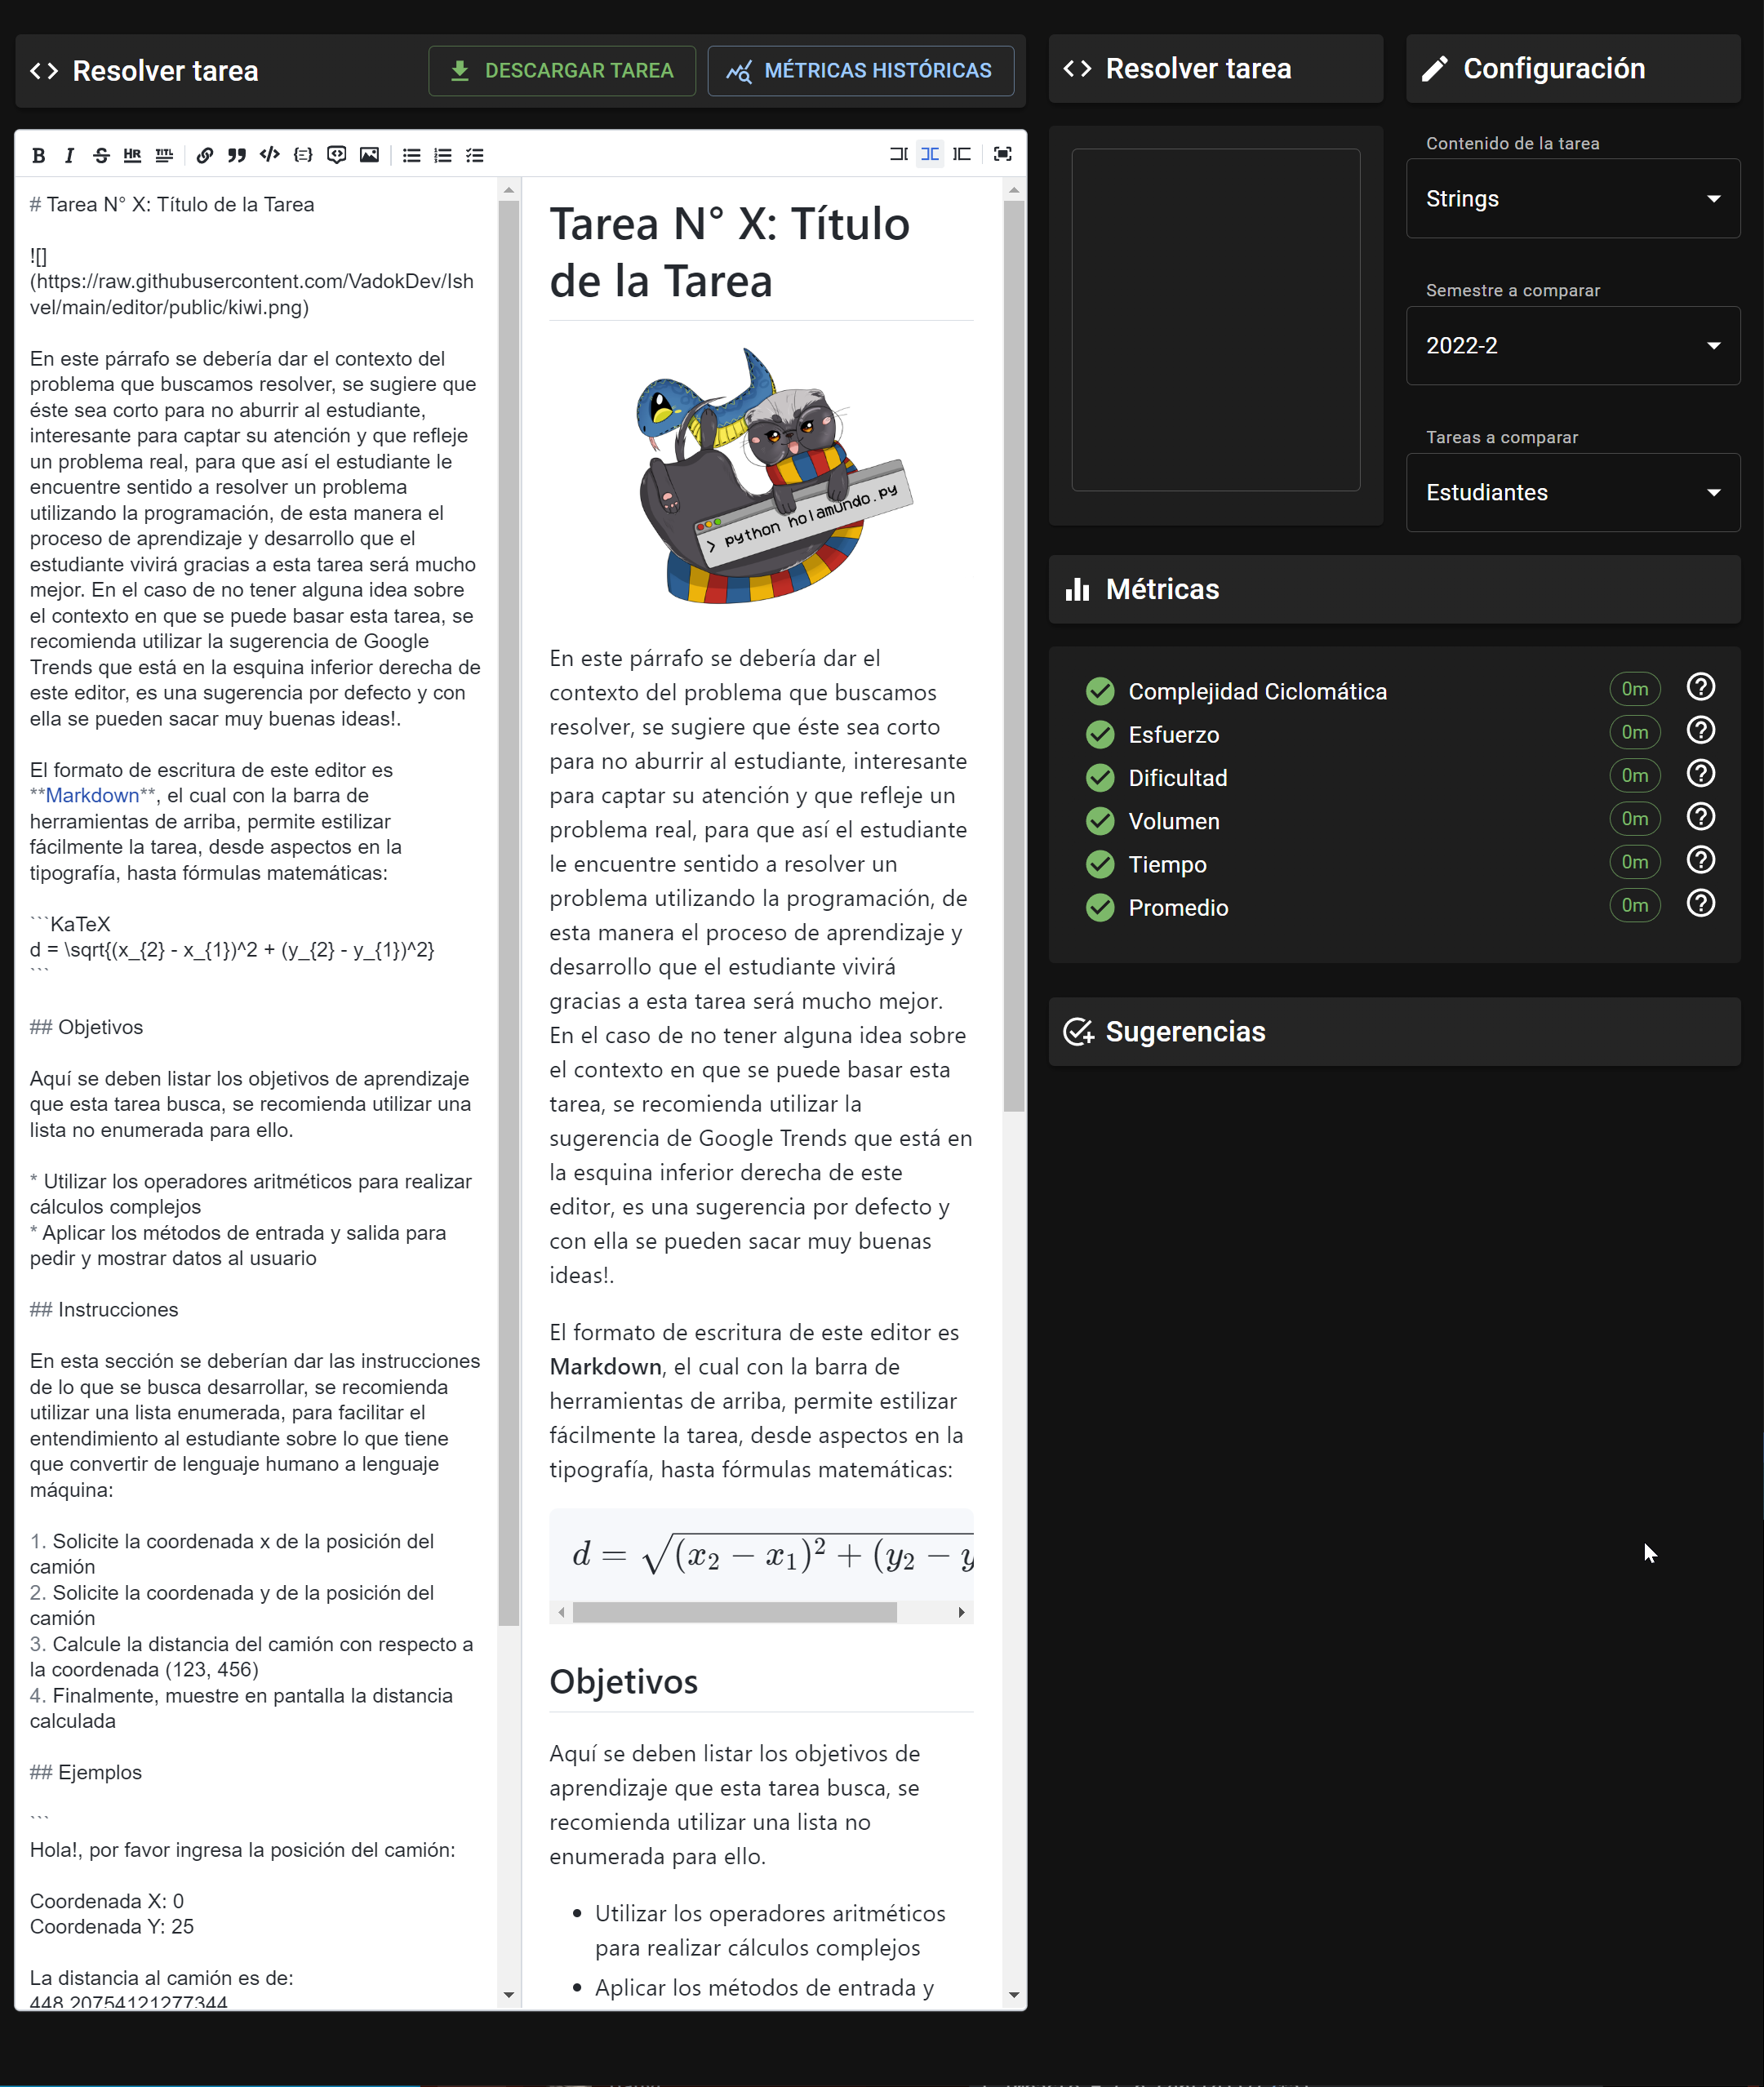 Resolver tarea
DESCARGAR TAREA
MÉTRICAS HISTÓRICAS
# Tarea N° X: Título de la Tarea
![]
(https://raw.githubusercontent.com/VadokDev/Ish
vel/main/editor/public/kiwi.png)
En este párrafo se debería dar el contexto del
problema que buscamos resolver, se sugiere que
éste sea corto para no aburrir al estudiante,
interesante para captar su atención y que refleje
un problema real, para que así el estudiante le
encuentre sentido a resolver un problema
utilizando la programación, de esta manera el
proceso de aprendizaje y desarrollo que el
estudiante vivirá gracias a esta tarea será mucho
mejor. En el caso de no tener alguna idea sobre
el contexto en que se puede basar esta tarea, se
recomienda utilizar la sugerencia de Google
Trends que está en la esquina inferior derecha de
este editor, es una sugerencia por defecto y con
ella se pueden sacar muy buenas ideas!.
El formato de escritura de este editor es
**Markdown**, el cual con la barra de
herramientas de arriba, permite estilizar
fácilmente la tarea, desde aspectos en la
tipografía, hasta fórmulas matemáticas:
```KaTeX
d = \sqrt{(x_{2} - x_{1})^2 + (y_{2} - y_{1})^2}
```
## Objetivos
Aquí se deben listar los objetivos de aprendizaje
que esta tarea busca, se recomienda utilizar una
lista no enumerada para ello.
* Utilizar los operadores aritméticos para realizar
cálculos complejos
* Aplicar los métodos de entrada y salida para
pedir y mostrar datos al usuario
## Instrucciones
En esta sección se deberían dar las instrucciones
de lo que se busca desarrollar, se recomienda
utilizar una lista enumerada, para facilitar el
entendimiento al estudiante sobre lo que tiene
que convertir de lenguaje humano a lenguaje
máquina:
1. Solicite la coordenada x de la posición del
camión
2. Solicite la coordenada y de la posición del
camión
3. Calcule la distancia del camión con respecto a
la coordenada (123, 456)
4. Finalmente, muestre en pantalla la distancia
calculada
## Ejemplos
```
Hola!, por favor ingresa la posición del camión:
Coordenada X: 0
Coordenada Y: 25
La distancia al camión es de:
448.20754121277344
Tarea N° X: Título
de la Tarea
> python holamundo.py
En este párrafo se debería dar el
contexto del problema que buscamos
resolver, se sugiere que éste sea corto
para no aburrir al estudiante, interesante
para captar su atención y que refleje un
problema real, para que así el estudiante
le encuentre sentido a resolver un
problema utilizando la programación, de
esta manera el proceso de aprendizaje y
desarrollo que el estudiante vivirá
gracias a esta tarea será mucho mejor.
En el caso de no tener alguna idea sobre
el contexto en que se puede basar esta
tarea, se recomienda utilizar la
sugerencia de Google Trends que está en
la esquina inferior derecha de este
editor, es una sugerencia por defecto y
con ella se pueden sacar muy buenas
ideas!.
El formato de escritura de este editor es
Markdown, el cual con la barra de
herramientas de arriba, permite estilizar
fácilmente la tarea, desde aspectos en la
tipografía, hasta fórmulas matemáticas:
d = √(x₂ − x₁)² + (y₂ − y
Objetivos
Aquí se deben listar los objetivos de
aprendizaje que esta tarea busca, se
recomienda utilizar una lista no
enumerada para ello.
• Utilizar los operadores aritméticos
para realizar cálculos complejos
• Aplicar los métodos de entrada y
Resolver tarea
Configuración
Contenido de la tarea
Strings
Semestre a comparar
2022-2
Tareas a comparar
Estudiantes
Métricas
Complejidad Ciclomática 0m
Esfuerzo 0m
Dificultad 0m
Volumen 0m
Tiempo 0m
Promedio 0m
Sugerencias